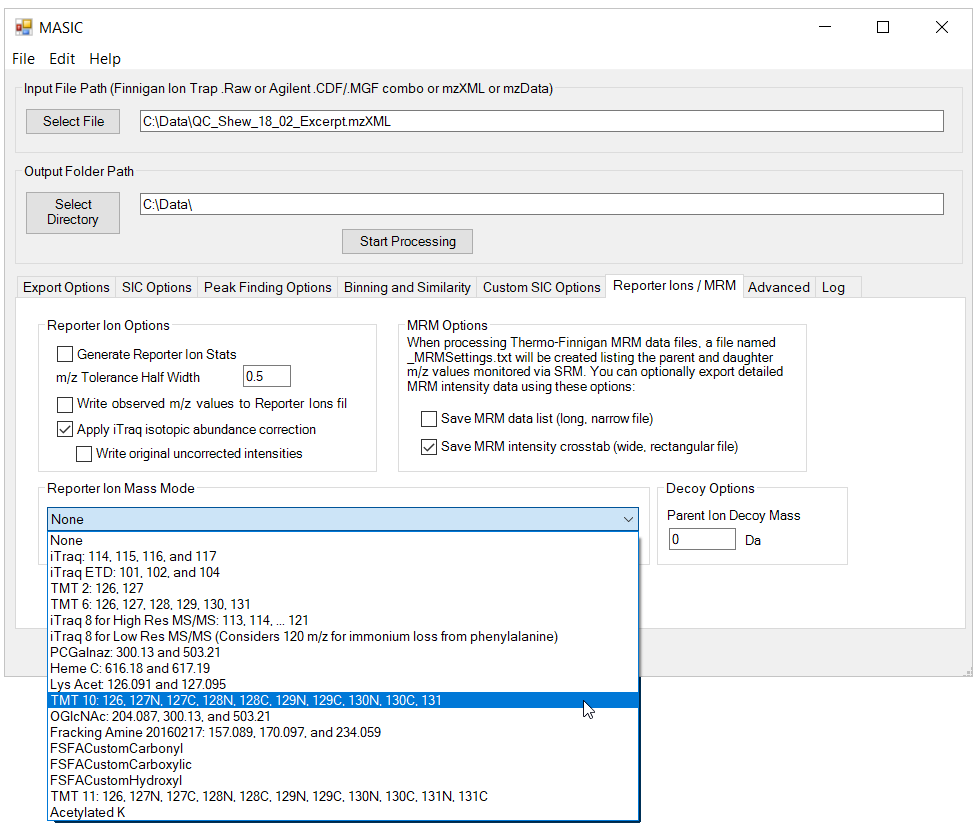 MASIC
File Edit Help
Input File Path (Finnigan Ion Trap .Raw or Agilent .CDF/.MGF combo or mzXML or mzData)
Select File
C:\Data\QC_Shew_18_02_Excerpt.mzXML
Output Folder Path
Select
Directory
C:\Data\
Start Processing
Export Options SIC Options Peak Finding Options Binning and Similarity Custom SIC Options Reporter Ions / MRM Advanced Log
Reporter Ion Options
Generate Reporter Ion Stats
m/z Tolerance Half Width 0.5
Write observed m/z values to Reporter Ions fil
Apply iTraq isotopic abundance correction
Write original uncorrected intensities
MRM Options
When processing Thermo-Finnigan MRM data files, a file named
_MRMSettings.txt will be created listing the parent and daughter
m/z values monitored via SRM. You can optionally export detailed
MRM intensity data using these options:
Save MRM data list (long, narrow file)
Save MRM intensity crosstab (wide, rectangular file)
Reporter Ion Mass Mode
None
None
iTraq: 114, 115, 116, and 117
iTraq ETD: 101, 102, and 104
TMT 2: 126, 127
TMT 6: 126, 127, 128, 129, 130, 131
iTraq 8 for High Res MS/MS: 113, 114, ... 121
iTraq 8 for Low Res MS/MS (Considers 120 m/z for immonium loss from phenylalanine)
PCGalnaz: 300.13 and 503.21
Heme C: 616.18 and 617.19
Lys Acet: 126.091 and 127.095
TMT 10: 126, 127N, 127C, 128N, 128C, 129N, 129C, 130N, 130C, 131
OGlcNAc: 204.087, 300.13, and 503.21
Fracking Amine 20160217: 157.089, 170.097, and 234.059
FSFACustomCarbonyl
FSFACustomCarboxylic
FSFACustomHydroxyl
TMT 11: 126, 127N, 127C, 128N, 128C, 129N, 129C, 130N, 130C, 131N, 131C
Acetylated K
Decoy Options
Parent Ion Decoy Mass
0 Da